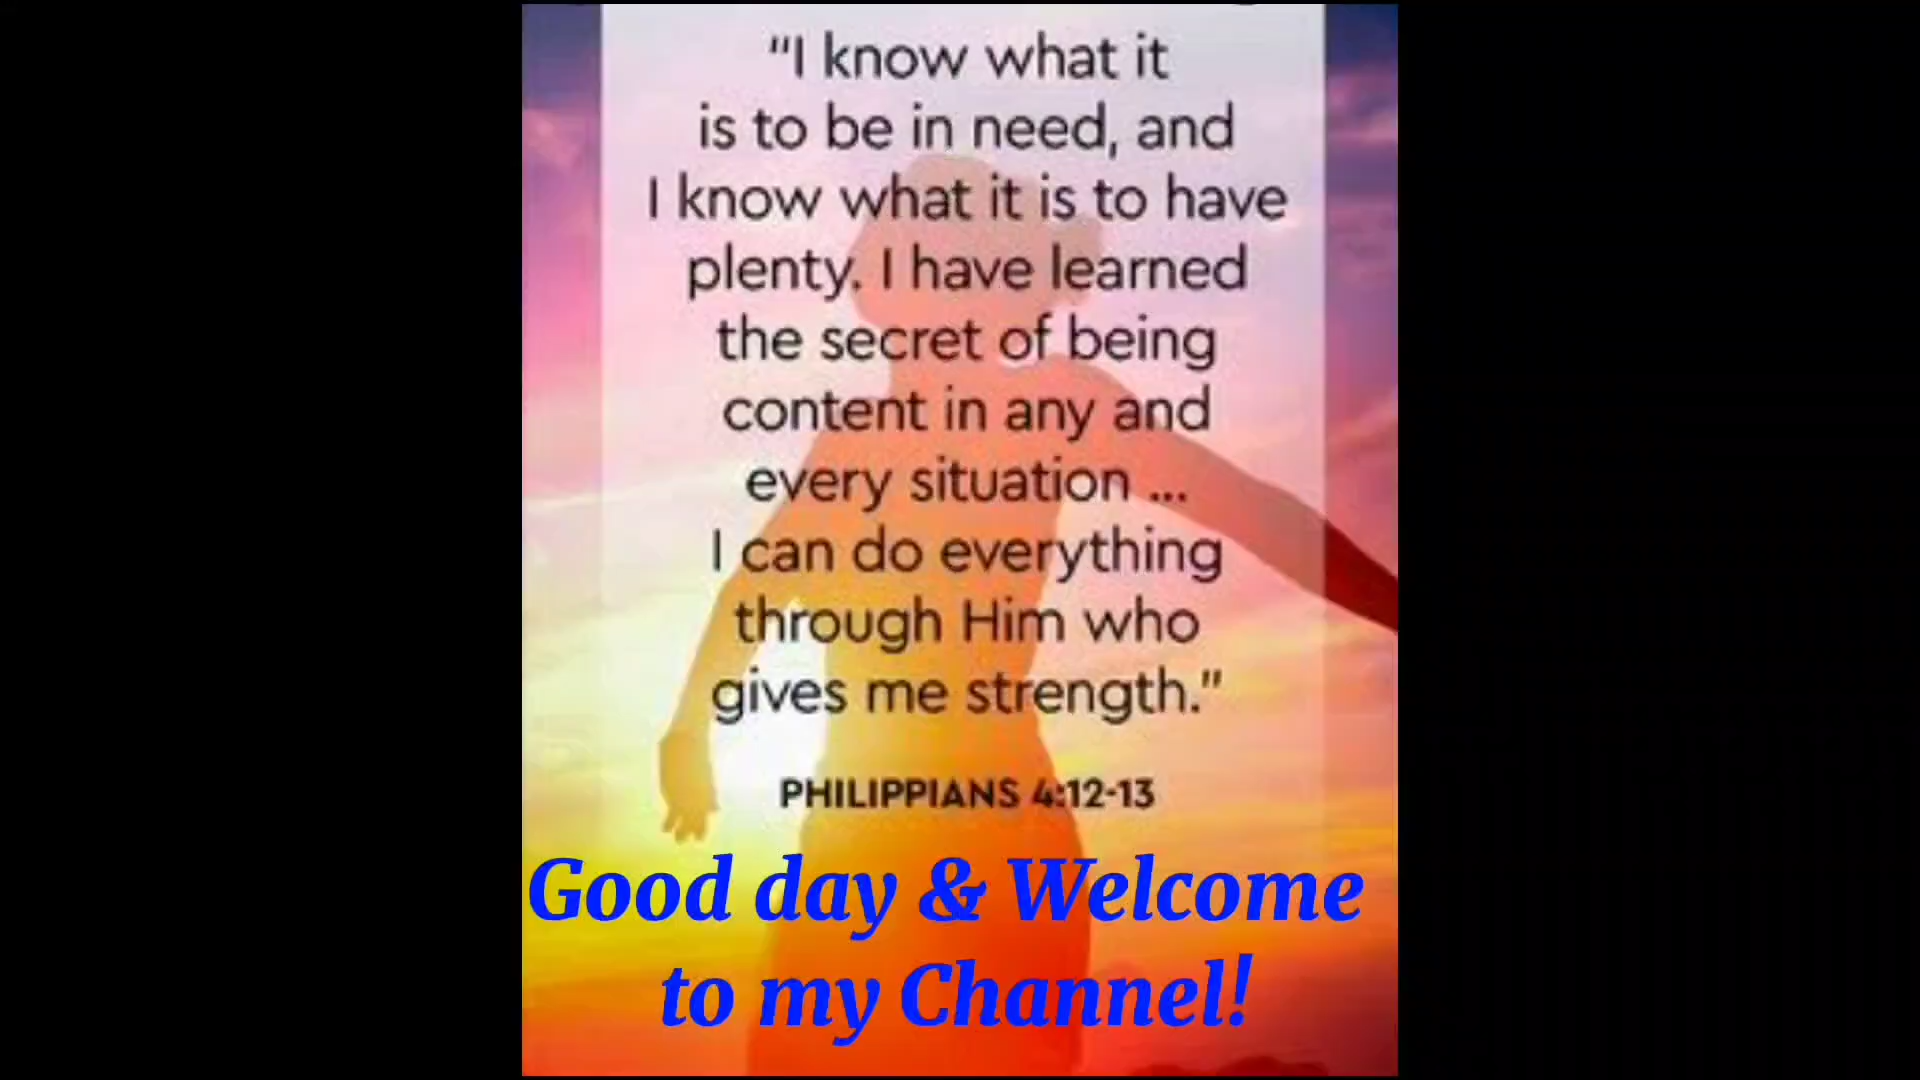 “I know what it
is to be in need, and
I know what it is to have
plenty. I have learned
the secret of being
content in any and
every situation ...
I can do everything
through Him who
gives me strength.”
PHILIPPIANS 4:12-13
Good day & Welcome
to my Channel!